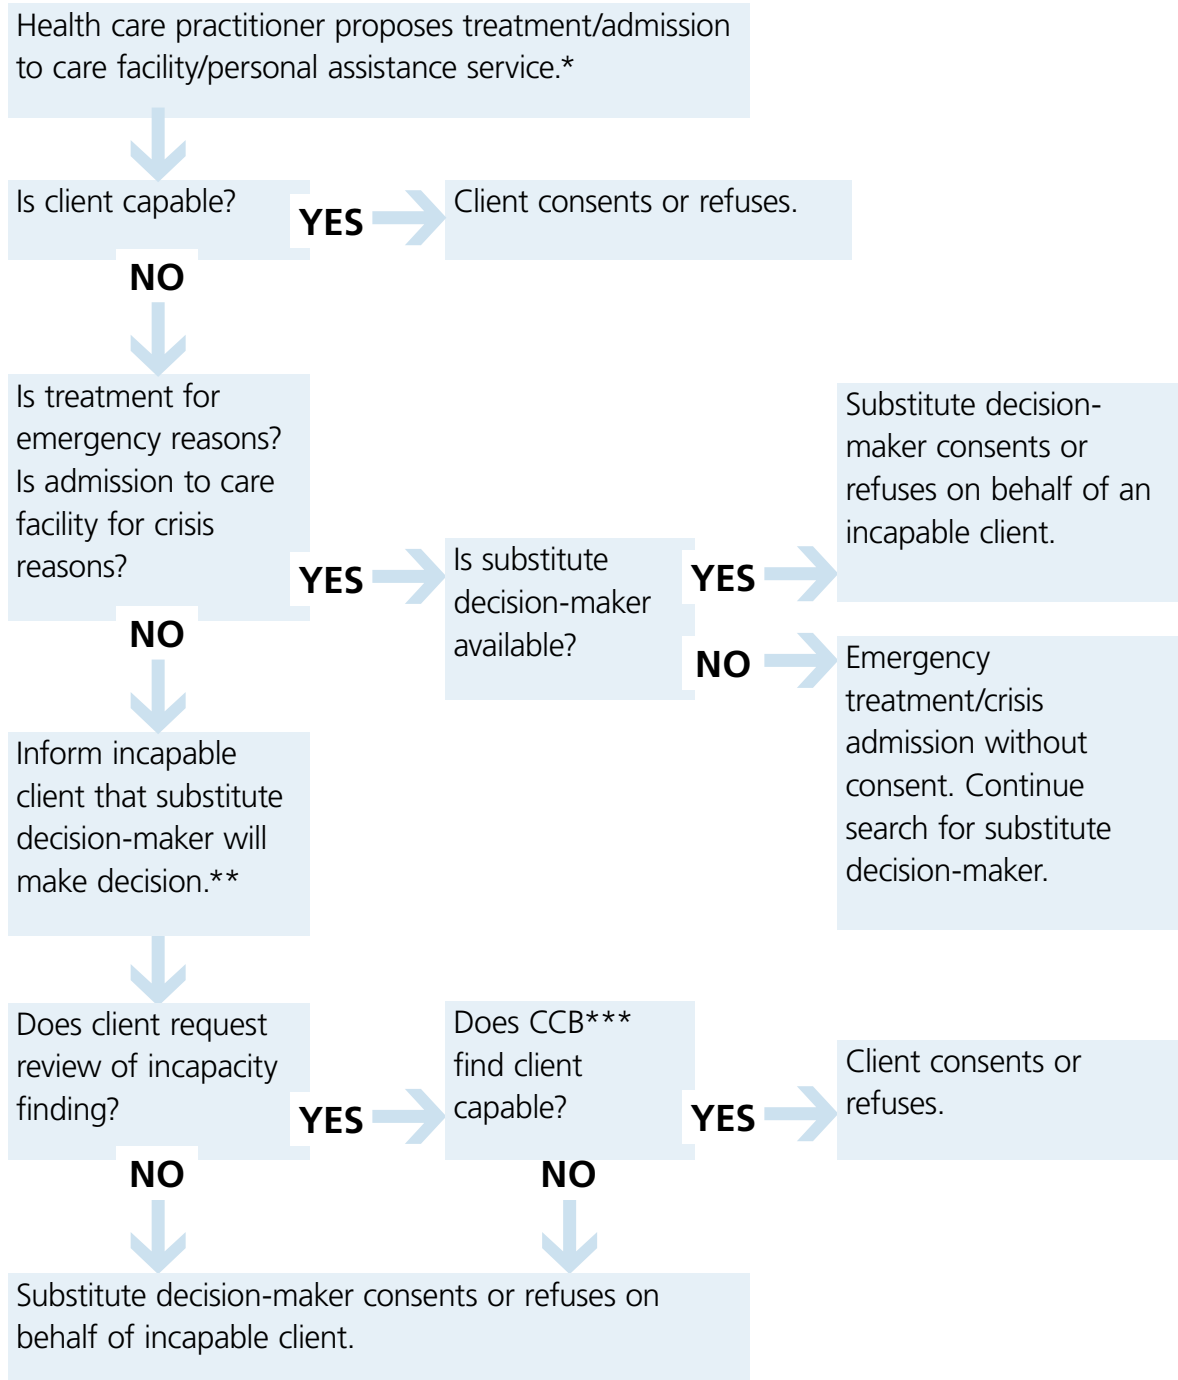 Health care practitioner proposes treatment/admission
to care facility/personal assistance service.*
Is client capable?
YES
Client consents or refuses.
NO
Is treatment for
emergency reasons?
Is admission to care
facility for crisis
reasons?
YES
Is substitute
decision-maker
available?
YES
Substitute decision-
maker consents or
refuses on behalf of an
incapable client.
NO
Emergency
treatment/crisis
admission without
consent. Continue
search for substitute
decision-maker.
NO
Inform incapable
client that substitute
decision-maker will
make decision.**
Does client request
review of incapacity
finding?
YES
Does CCB***
find client
capable?
YES
Client consents or
refuses.
NO
NO
Substitute decision-maker consents or refuses on
behalf of incapable client.